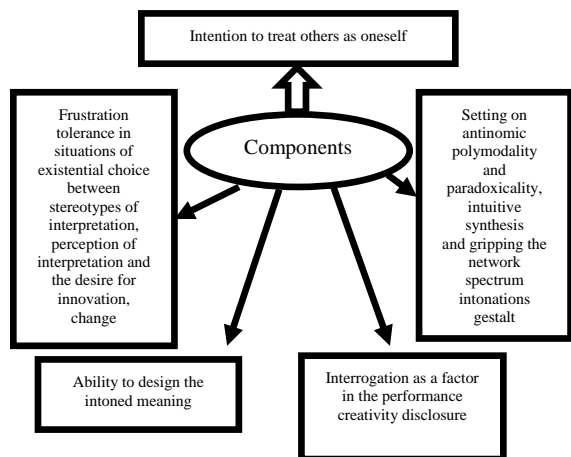 Intention to treat others as oneself
Frustration
tolerance in
situations of
existential choice
between
stereotypes of
interpretation,
perception of
interpretation and
the desire for
innovation,
change
Components
Setting on
antinomic
polymodality
and
paradoxicality,
intuitive
synthesis
and gripping the
network
spectrum
intonations
gestalt
Ability to design the
intoned meaning
Interrogation as a factor
in the performance
creativity disclosure